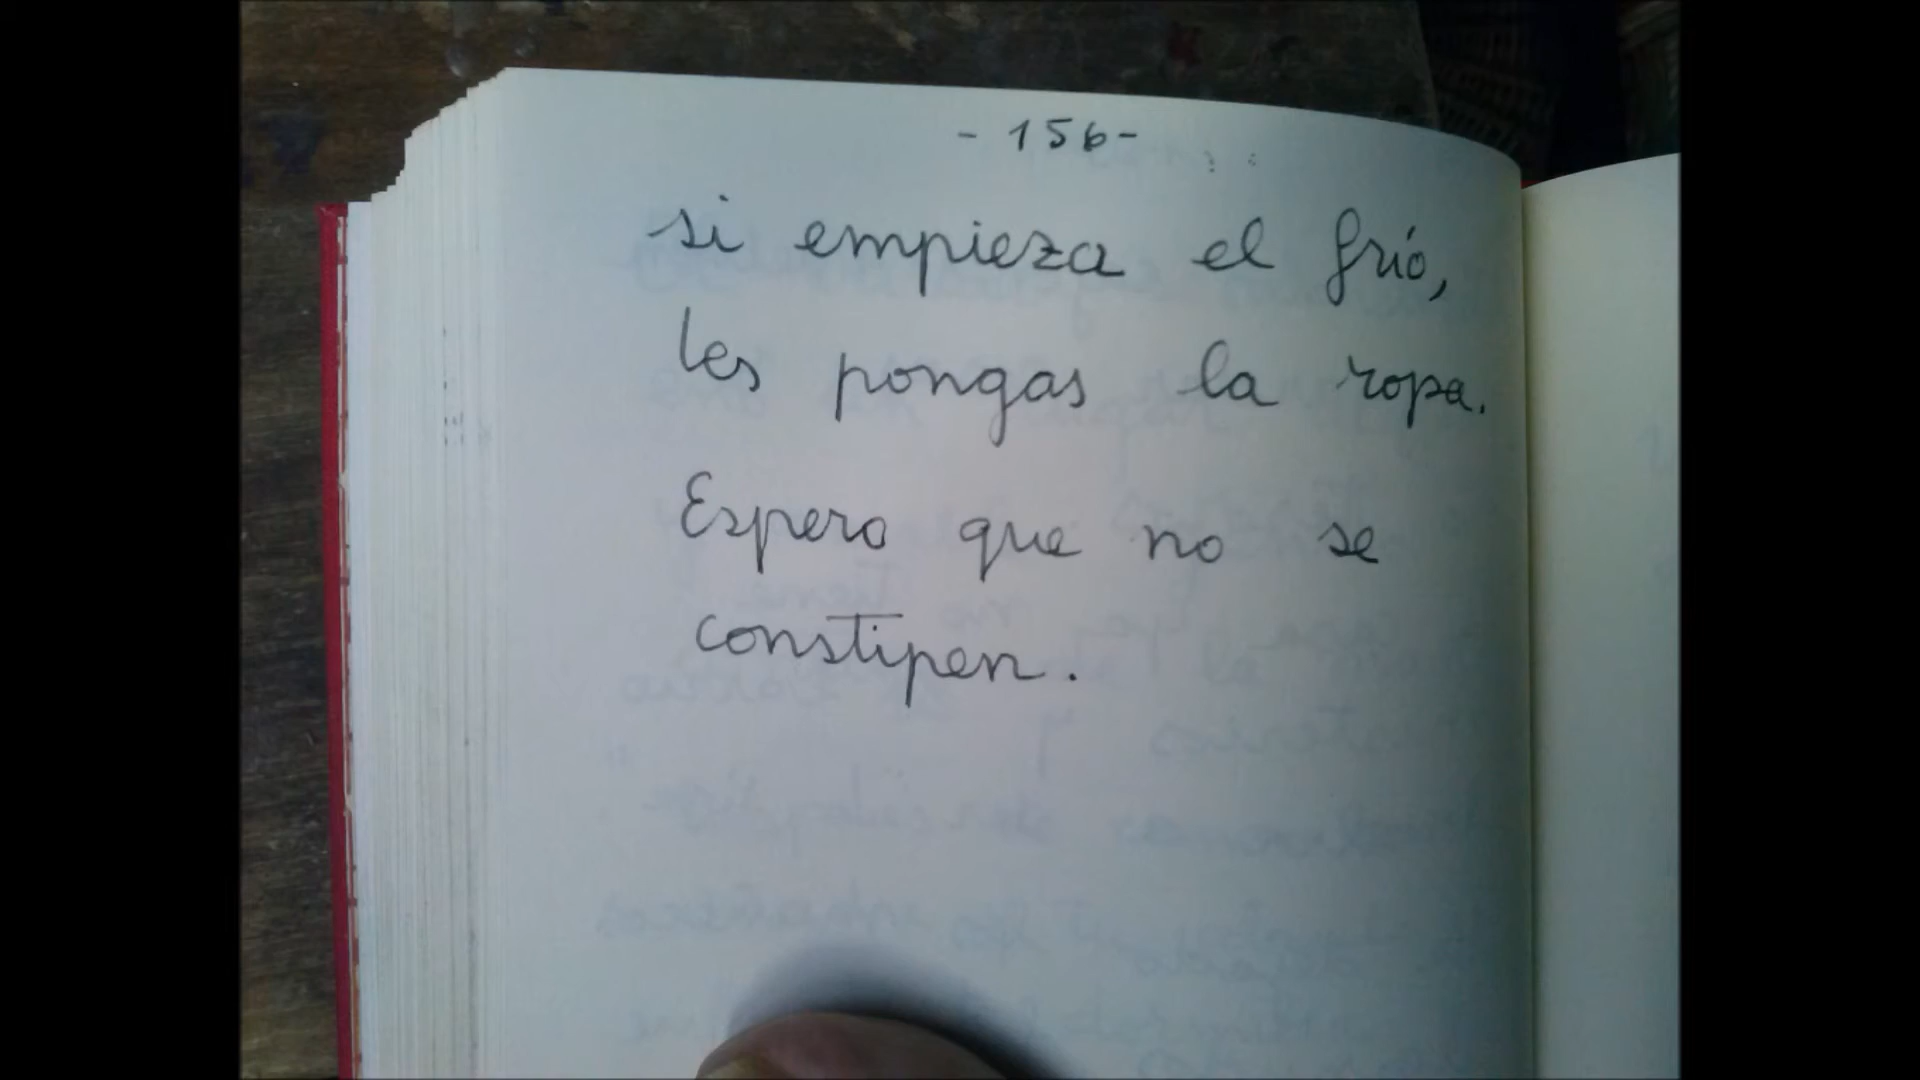 - 156 -
si empieza el frío,
les pongas la ropa.
Espero que no se
constipen.